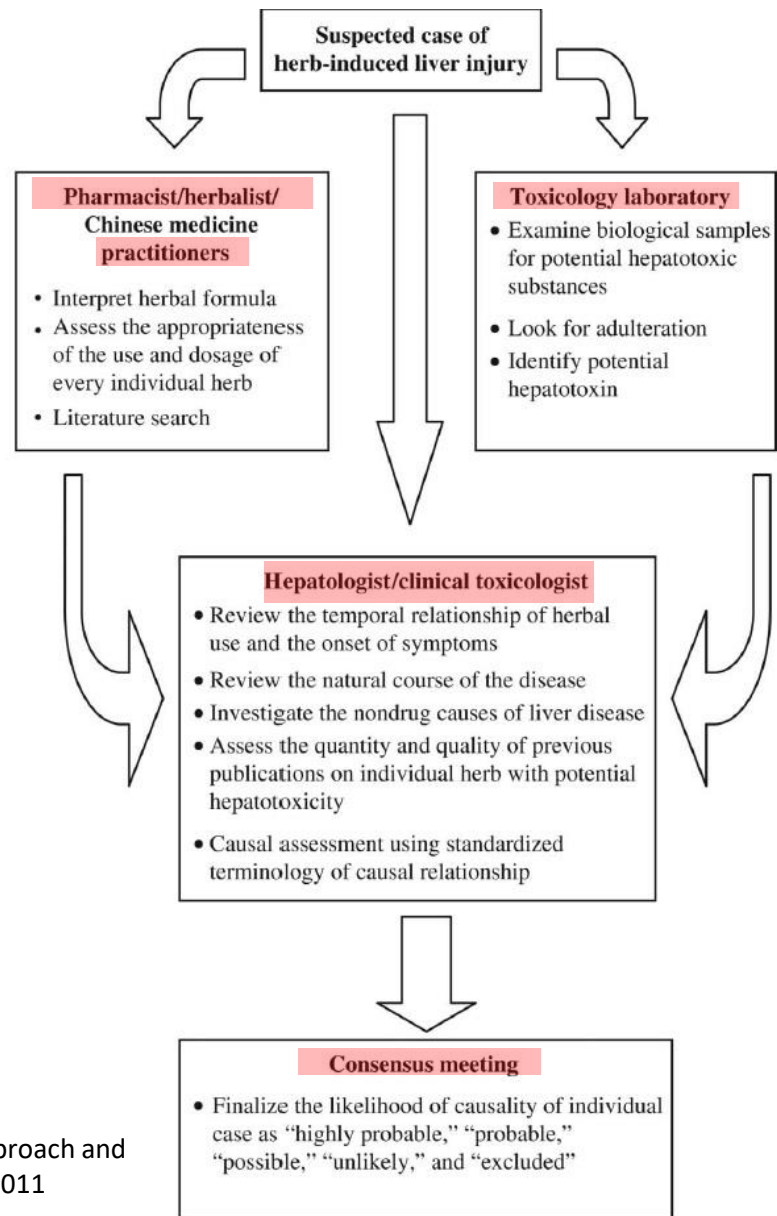 Suspected case of
herb-induced liver injury
Pharmacist/herbalist/
Chinese medicine
practitioners
• Interpret herbal formula
• Assess the appropriateness
of the use and dosage of
every individual herb
• Literature search
Toxicology laboratory
• Examine biological samples
for potential hepatotoxic
substances
• Look for adulteration
• Identify potential
hepatotoxin
Hepatologist/clinical toxicologist
• Review the temporal relationship of herbal
use and the onset of symptoms
• Review the natural course of the disease
• Investigate the nondrug causes of liver disease
• Assess the quantity and quality of previous
publications on individual herb with potential
hepatotoxicity
• Causal assessment using standardized
terminology of causal relationship
Consensus meeting
• Finalize the likelihood of causality of individual
case as “highly probable,” “probable,”
“possible,” “unlikely,” and “excluded”
proach and
011